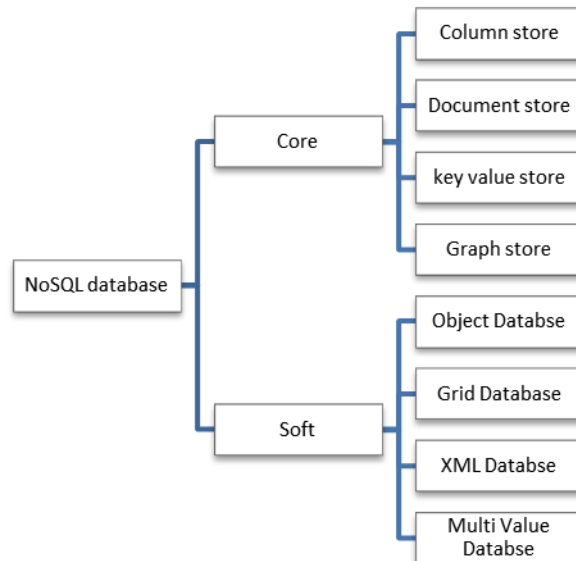 Column store
Document store
Core
key value store
Graph store
NoSQL database
Object Databse
Grid Database
Soft
XML Databse
Multi Value
Databse